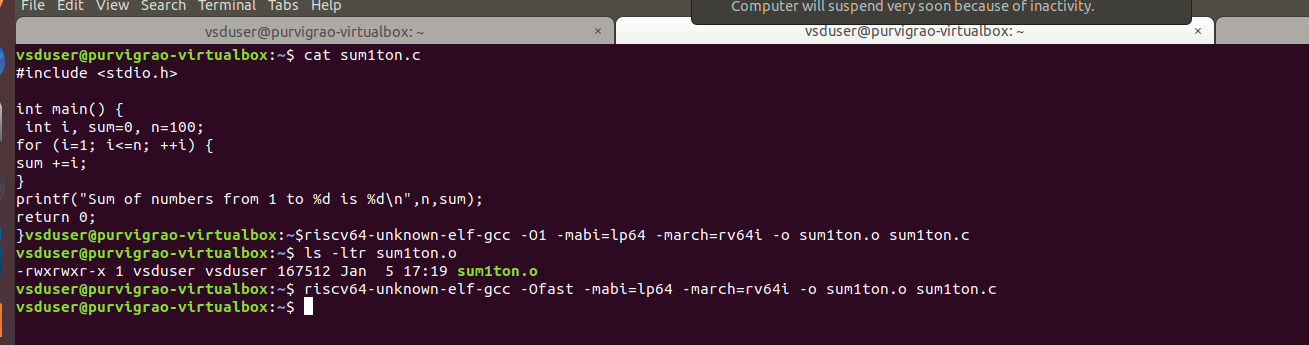 File Edit View Search Terminal Tabs Help
Computer will suspend very soon because of inactivity.
vsduser@purvigrao-virtualbox: ~ × vsduser@purvigrao-virtualbox: ~ ×
vsduser@purvigrao-virtualbox:~$ cat sum1ton.c
#include <stdio.h>
int main() {
int i, sum=0, n=100;
for (i=1; i<=n; ++i) {
sum +=i;
}
printf("Sum of numbers from 1 to %d is %d\n",n,sum);
return 0;
}vsduser@purvigrao-virtualbox:~$riscv64-unknown-elf-gcc -O1 -mabi=lp64 -march=rv64i -o sum1ton.o sum1ton.c
vsduser@purvigrao-virtualbox:~$ ls -ltr sum1ton.o
-rwxrwxr-x 1 vsduser vsduser 167512 Jan  5 17:19 sum1ton.o
vsduser@purvigrao-virtualbox:~$ riscv64-unknown-elf-gcc -Ofast -mabi=lp64 -march=rv64i -o sum1ton.o sum1ton.c
vsduser@purvigrao-virtualbox:~$